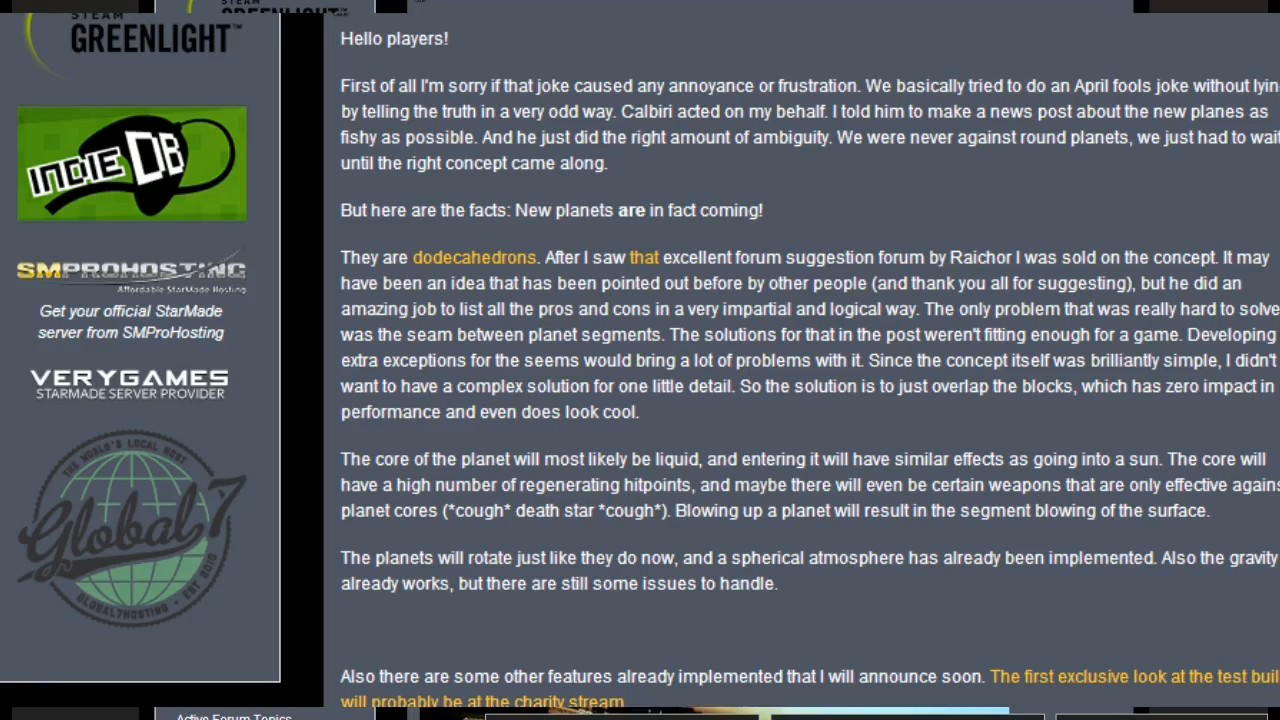 STEAM
GREENLIGHT™
INDIE DB
SMPROHOSTING
Affordable StarMade Hosting
Get your official StarMade
server from SMProHosting
VERYGAMES
STARMADE SERVER PROVIDER
THE WORLD'S LOCAL HOST
Global7
GLOBAL7HOSTING • EST 2010
Hello players!
First of all I'm sorry if that joke caused any annoyance or frustration. We basically tried to do an April fools joke without lyin
by telling the truth in a very odd way. Calbiri acted on my behalf. I told him to make a news post about the new planes as
fishy as possible. And he just did the right amount of ambiguity. We were never against round planets, we just had to wait
until the right concept came along.
But here are the facts: New planets are in fact coming!
They are dodecahedrons. After I saw that excellent forum suggestion forum by Raichor I was sold on the concept. It may
have been an idea that has been pointed out before by other people (and thank you all for suggesting), but he did an
amazing job to list all the pros and cons in a very impartial and logical way. The only problem that was really hard to solve
was the seam between planet segments. The solutions for that in the post weren't fitting enough for a game. Developing
extra exceptions for the seems would bring a lot of problems with it. Since the concept itself was brilliantly simple, I didn't
want to have a complex solution for one little detail. So the solution is to just overlap the blocks, which has zero impact in
performance and even does look cool.
The core of the planet will most likely be liquid, and entering it will have similar effects as going into a sun. The core will
have a high number of regenerating hitpoints, and maybe there will even be certain weapons that are only effective agains
planet cores (*cough* death star *cough*). Blowing up a planet will result in the segment blowing of the surface.
The planets will rotate just like they do now, and a spherical atmosphere has already been implemented. Also the gravity
already works, but there are still some issues to handle.
Also there are some other features already implemented that I will announce soon. The first exclusive look at the test buil
will probably be at the charity stream
Active Forum Topics